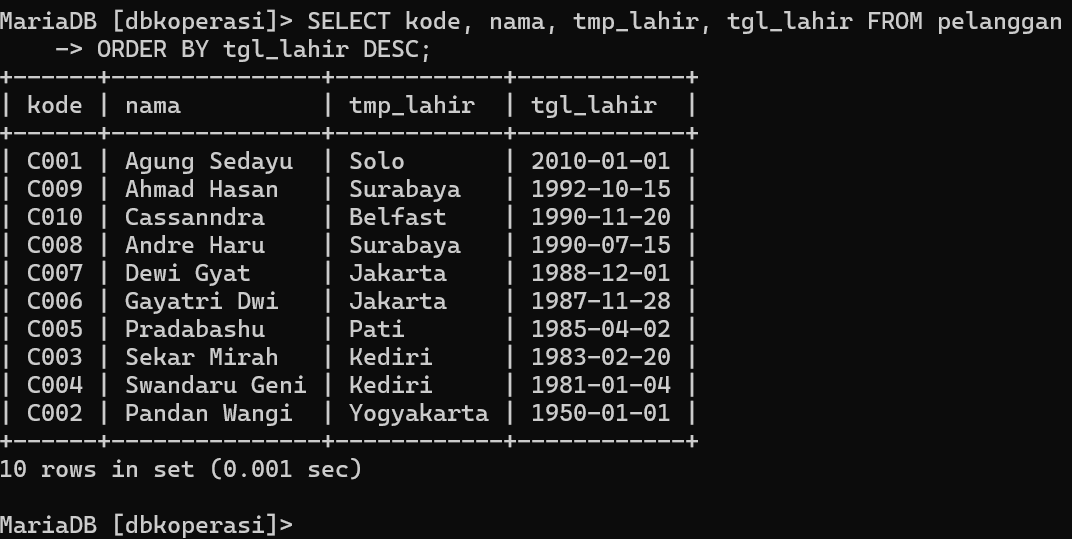 MariaDB [dbkoperasi]> SELECT kode, nama, tmp_lahir, tgl_lahir FROM pelanggan
    -> ORDER BY tgl_lahir DESC;
+------+---------------+------------+------------+
| kode | nama          | tmp_lahir  | tgl_lahir  |
+------+---------------+------------+------------+
| C001 | Agung Sedayu  | Solo       | 2010-01-01 |
| C009 | Ahmad Hasan   | Surabaya   | 1992-10-15 |
| C010 | Cassanndra    | Belfast    | 1990-11-20 |
| C008 | Andre Haru    | Surabaya   | 1990-07-15 |
| C007 | Dewi Gyat     | Jakarta    | 1988-12-01 |
| C006 | Gayatri Dwi   | Jakarta    | 1987-11-28 |
| C005 | Pradabashu    | Pati       | 1985-04-02 |
| C003 | Sekar Mirah   | Kediri     | 1983-02-20 |
| C004 | Swandaru Geni | Kediri     | 1981-01-04 |
| C002 | Pandan Wangi  | Yogyakarta | 1950-01-01 |
+------+---------------+------------+------------+
10 rows in set (0.001 sec)

MariaDB [dbkoperasi]>